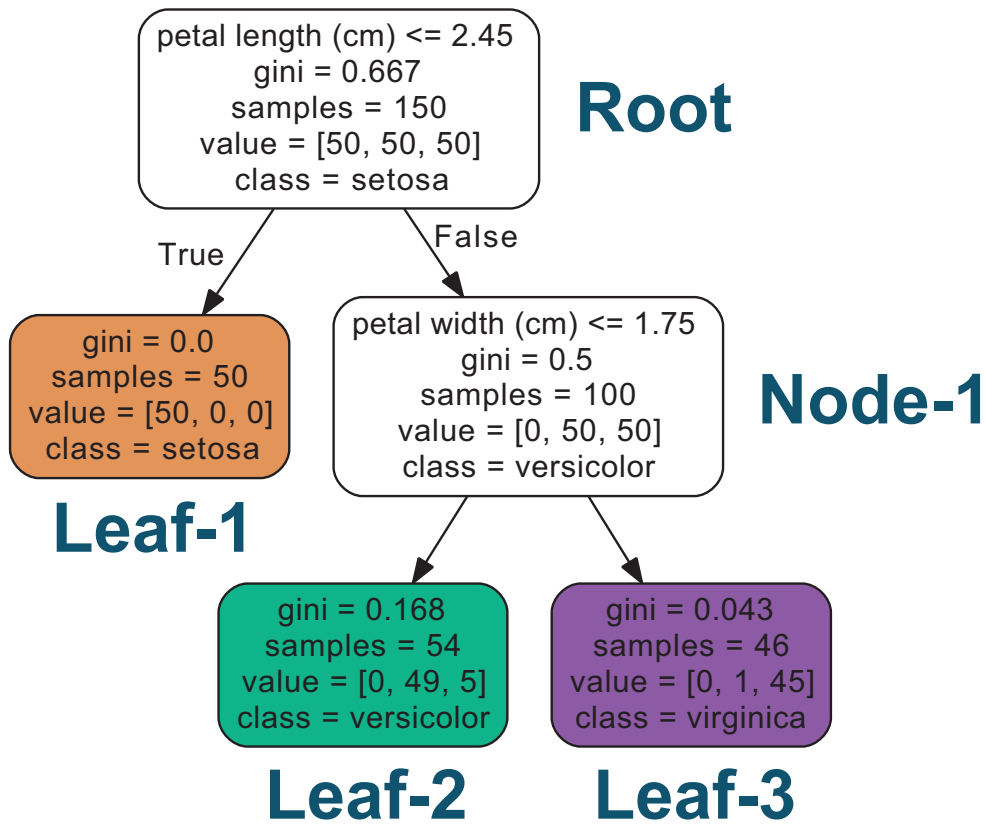 petal length (cm) <= 2.45
gini = 0.667
samples = 150
value = [50, 50, 50]
class = setosa
Root
True
False
gini = 0.0
samples = 50
value = [50, 0, 0]
class = setosa
Leaf-1
petal width (cm) <= 1.75
gini = 0.5
samples = 100
value = [0, 50, 50]
class = versicolor
Node-1
gini = 0.168
samples = 54
value = [0, 49, 5]
class = versicolor
Leaf-2
gini = 0.043
samples = 46
value = [0, 1, 45]
class = virginica
Leaf-3